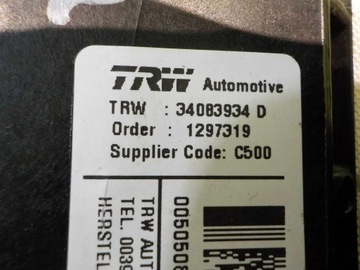 TRW Automotive
TRW : 34083934 D
Order : 1297319
Supplier Code: C500
TRW AUT
TEL. 0039
HERSTEL
005050